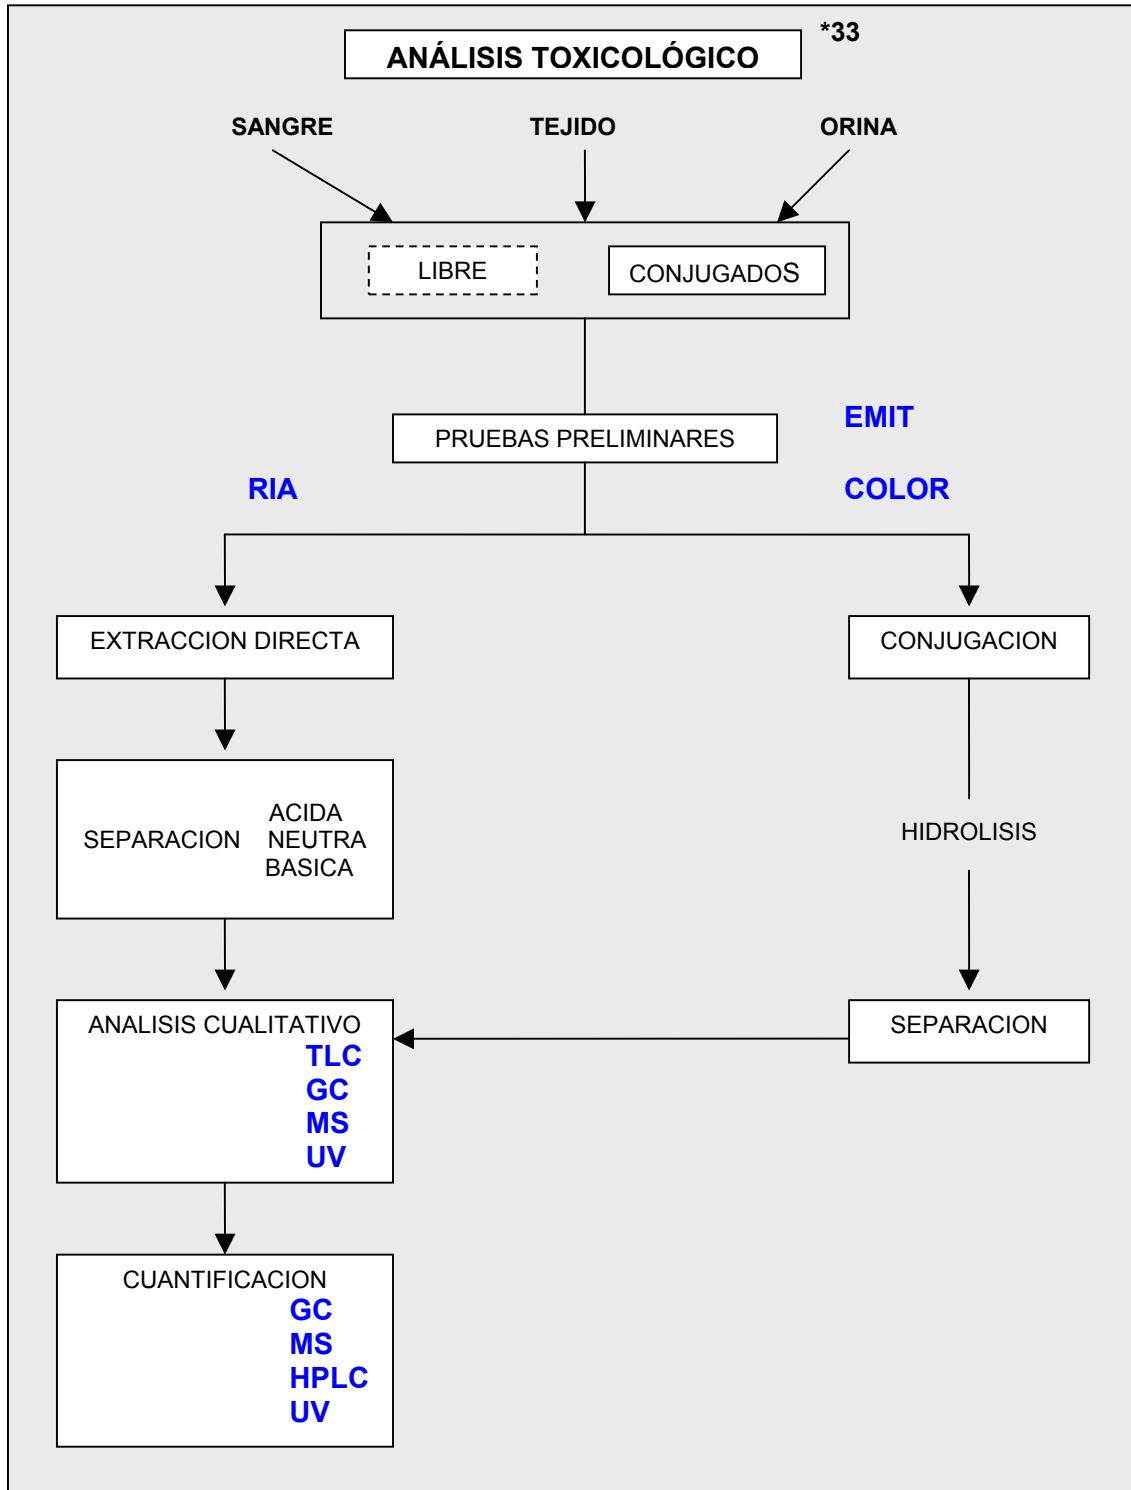 *33
ANÁLISIS TOXICOLÓGICO
SANGRE TEJIDO ORINA
LIBRE CONJUGADOS
EMIT
PRUEBAS PRELIMINARES
RIA COLOR
EXTRACCION DIRECTA CONJUGACION
ACIDA
SEPARACION NEUTRA
BASICA
HIDROLISIS
ANALISIS CUALITATIVO
TLC
GC
MS
UV
SEPARACION
CUANTIFICACION
GC
MS
HPLC
UV